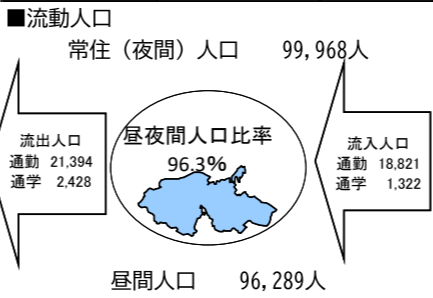 ■流動人口
常住（夜間）人口 99,968人
流出人口
通勤 21,394
通学 2,428
昼夜間人口比率
96.3%
流入人口
通勤 18,821
通学 1,322
昼間人口 96,289人